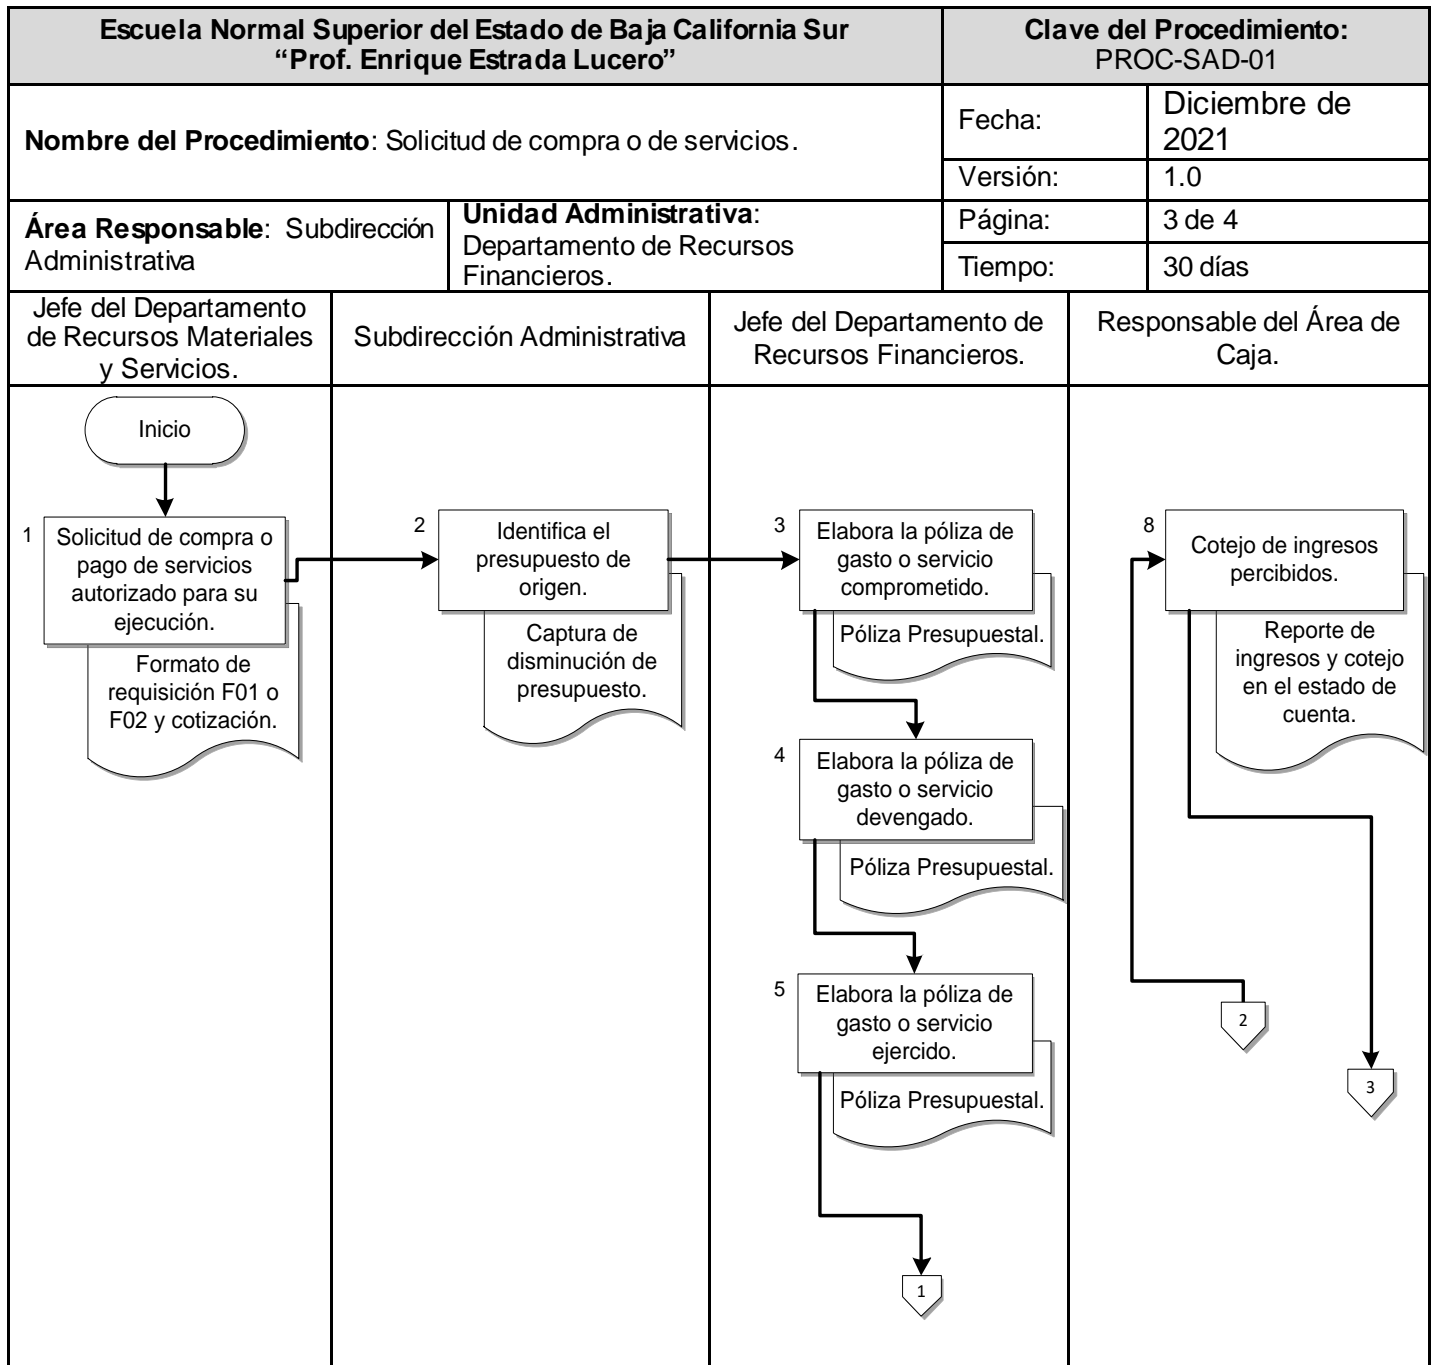 Escuela Normal Superior del Estado de Baja California Sur
“Prof. Enrique Estrada Lucero”
Clave del Procedimiento:
PROC-SAD-01
Nombre del Procedimiento: Solicitud de compra o de servicios.
Fecha:
Diciembre de
2021
Versión:
1.0
Área Responsable: Subdirección
Administrativa
Unidad Administrativa:
Departamento de Recursos
Financieros.
Página:
3 de 4
Tiempo:
30 días
Jefe del Departamento
de Recursos Materiales
y Servicios.
Subdirección Administrativa
Jefe del Departamento de
Recursos Financieros.
Responsable del Área de
Caja.
Inicio
1
Solicitud de compra o
pago de servicios
autorizado para su
ejecución.
Formato de
requisición F01 o
F02 y cotización.
2
Identifica el
presupuesto de
origen.
Captura de
disminución de
presupuesto.
3
Elabora la póliza de
gasto o servicio
comprometido.
Póliza Presupuestal.
4
Elabora la póliza de
gasto o servicio
devengado.
Póliza Presupuestal.
5
Elabora la póliza de
gasto o servicio
ejercido.
Póliza Presupuestal.
1
8
Cotejo de ingresos
percibidos.
Reporte de
ingresos y cotejo
en el estado de
cuenta.
2
3